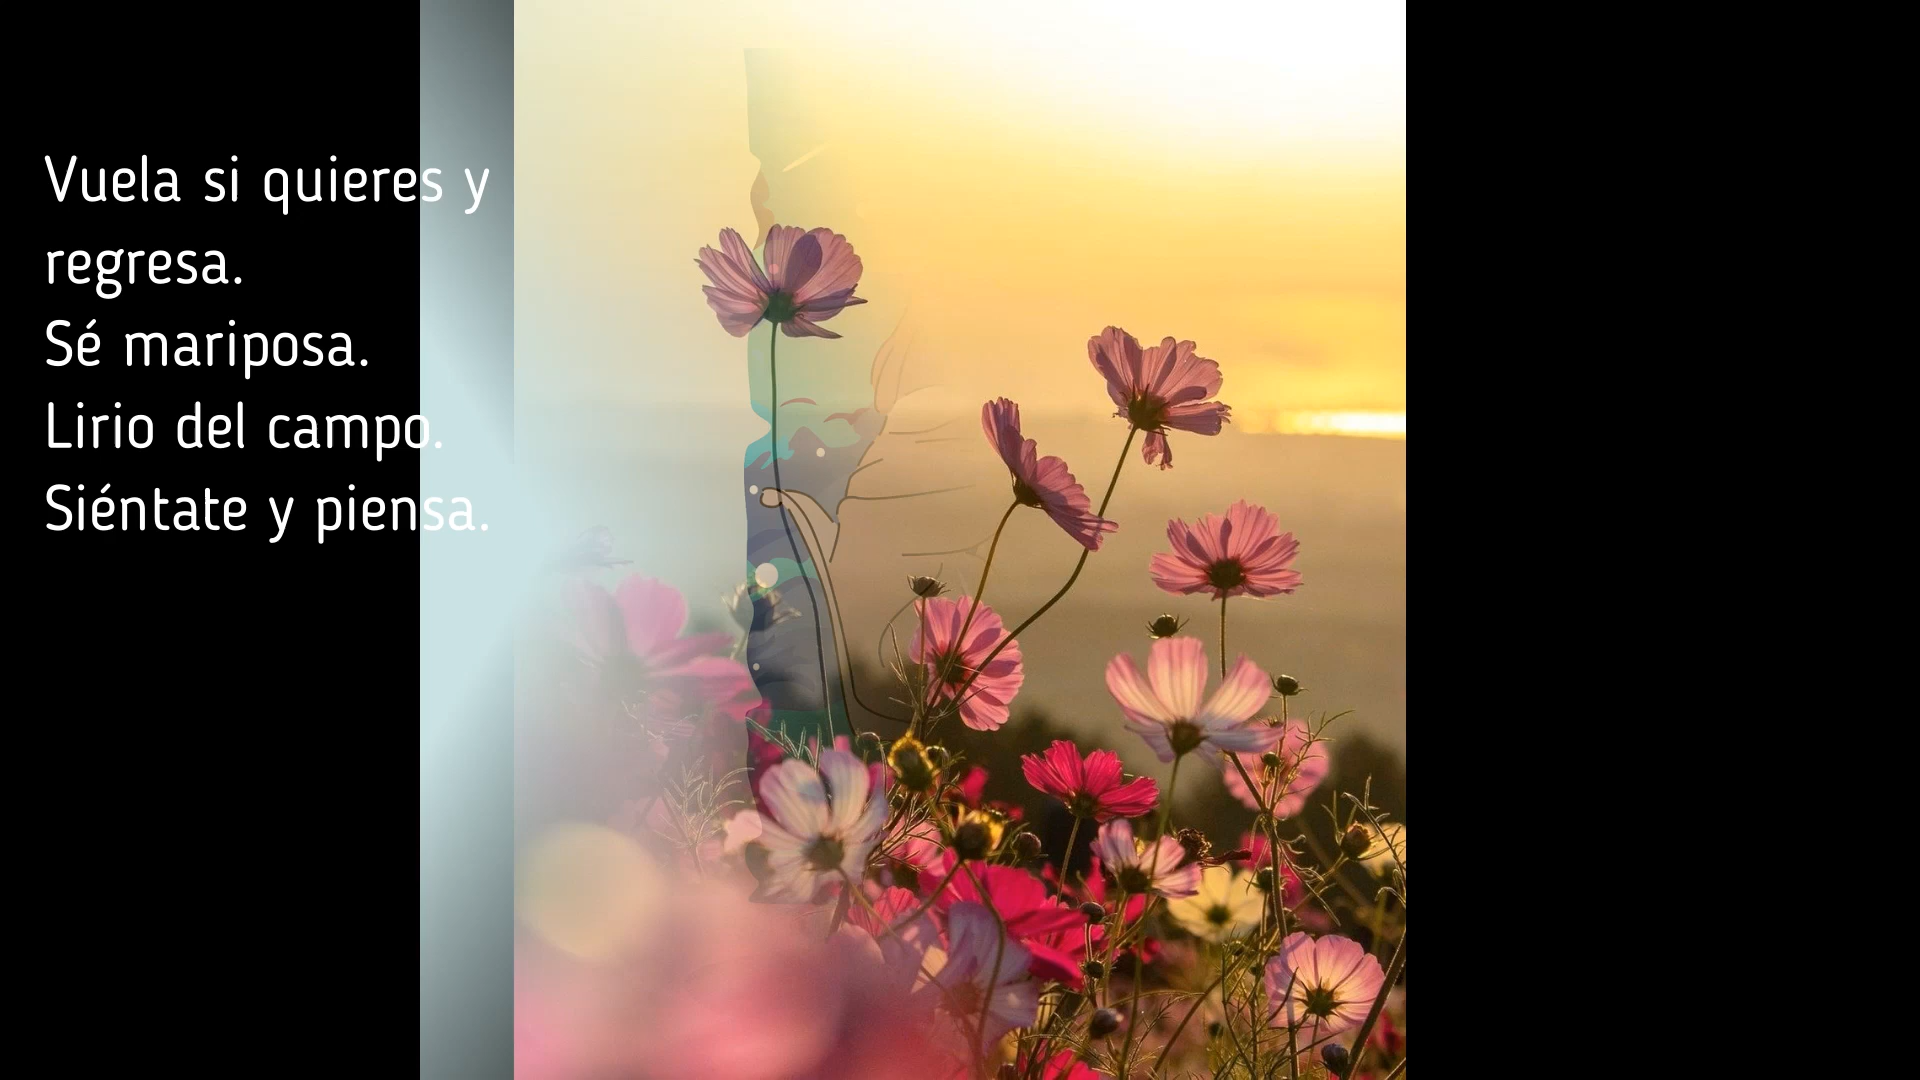 Vuela si quieres y
regresa.
Sé mariposa.
Lirio del campo.
Siéntate y piensa.